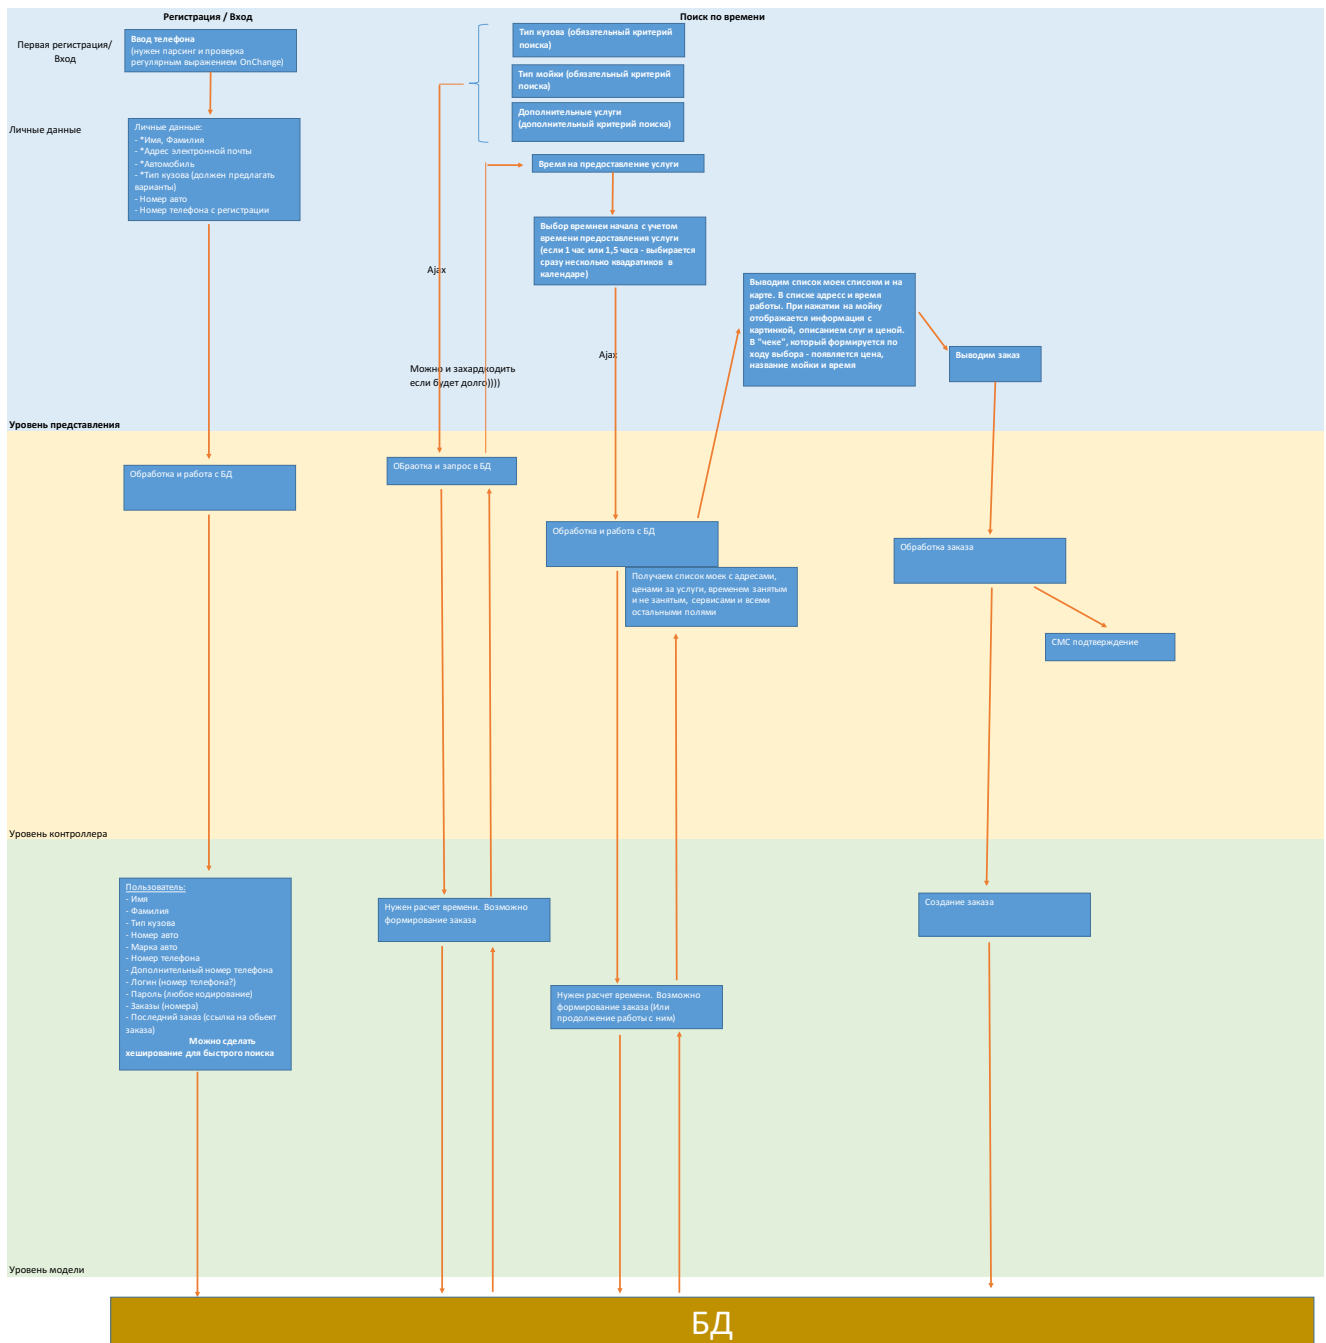 Регистрация / Вход
Поиск по времени
Первая регистрация/
Вход
Ввод телефона
(нужен парсинг и проверка
регулярным выражением OnChange)
Тип кузова (обязательный критерий
поиска)
Тип мойки (обязательный критерий
поиска)
Дополнительные услуги
(дополнительный критерий поиска)
Личные данные
Личные данные:
- *Имя, Фамилия
- *Адрес электронной почты
- *Автомобиль
- *Тип кузова (должен предлагать
варианты)
- Номер авто
- Номер телефона с регистрации
Время на предоставление услуги
Выбор времнеи начала с учетом
времени предоставления услуги
(если 1 час или 1,5 часа - выбирается
сразу несколько квадратиков в
календаре)
Ajax
Выводим список моек списокм и на
карте. В списке адресс и время
работы. При нажатии на мойку
отображается информация с
картинкой, описанием слуг и ценой.
В "чеке", который формируется по
ходу выбора - появляется цена,
название мойки и время
Ajax
Можно и захардкодить
если будет долго))))
Выводим заказ
Уровень представления
Обработка и работа с БД
ОБраотка и запрос в БД
Обработка и работа с БД
Получаем список моек с адресами,
ценами за услуги, временем занятым
и не занятым, сервисами и всеми
остальными полями
Обработка заказа
СМС подтверждение
Уровень контроллера
Пользователь:
- Имя
- Фамилия
- Тип кузова
- Номер авто
- Марка авто
- Номер телефона
- Дополнительный номер телефона
- Логин (номер телефона?)
- Пароль (любое кодирование)
- Заказы (номера)
- Последний заказ (ссылка на обьект
заказа)
Можно сделать
хеширование для быстрого поиска
Нужен расчет времени. Возможно
формирование заказа
Нужен расчет времени. Возможно
формирование заказа (Или
продолжение работы с ним)
Создание заказа
Уровень модели
БД